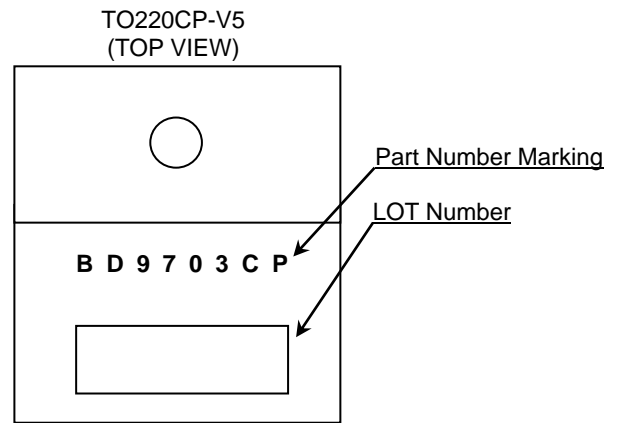 TO220CP-V5
(TOP VIEW)
Part Number Marking
LOT Number
B D 9 7 0 3 C P